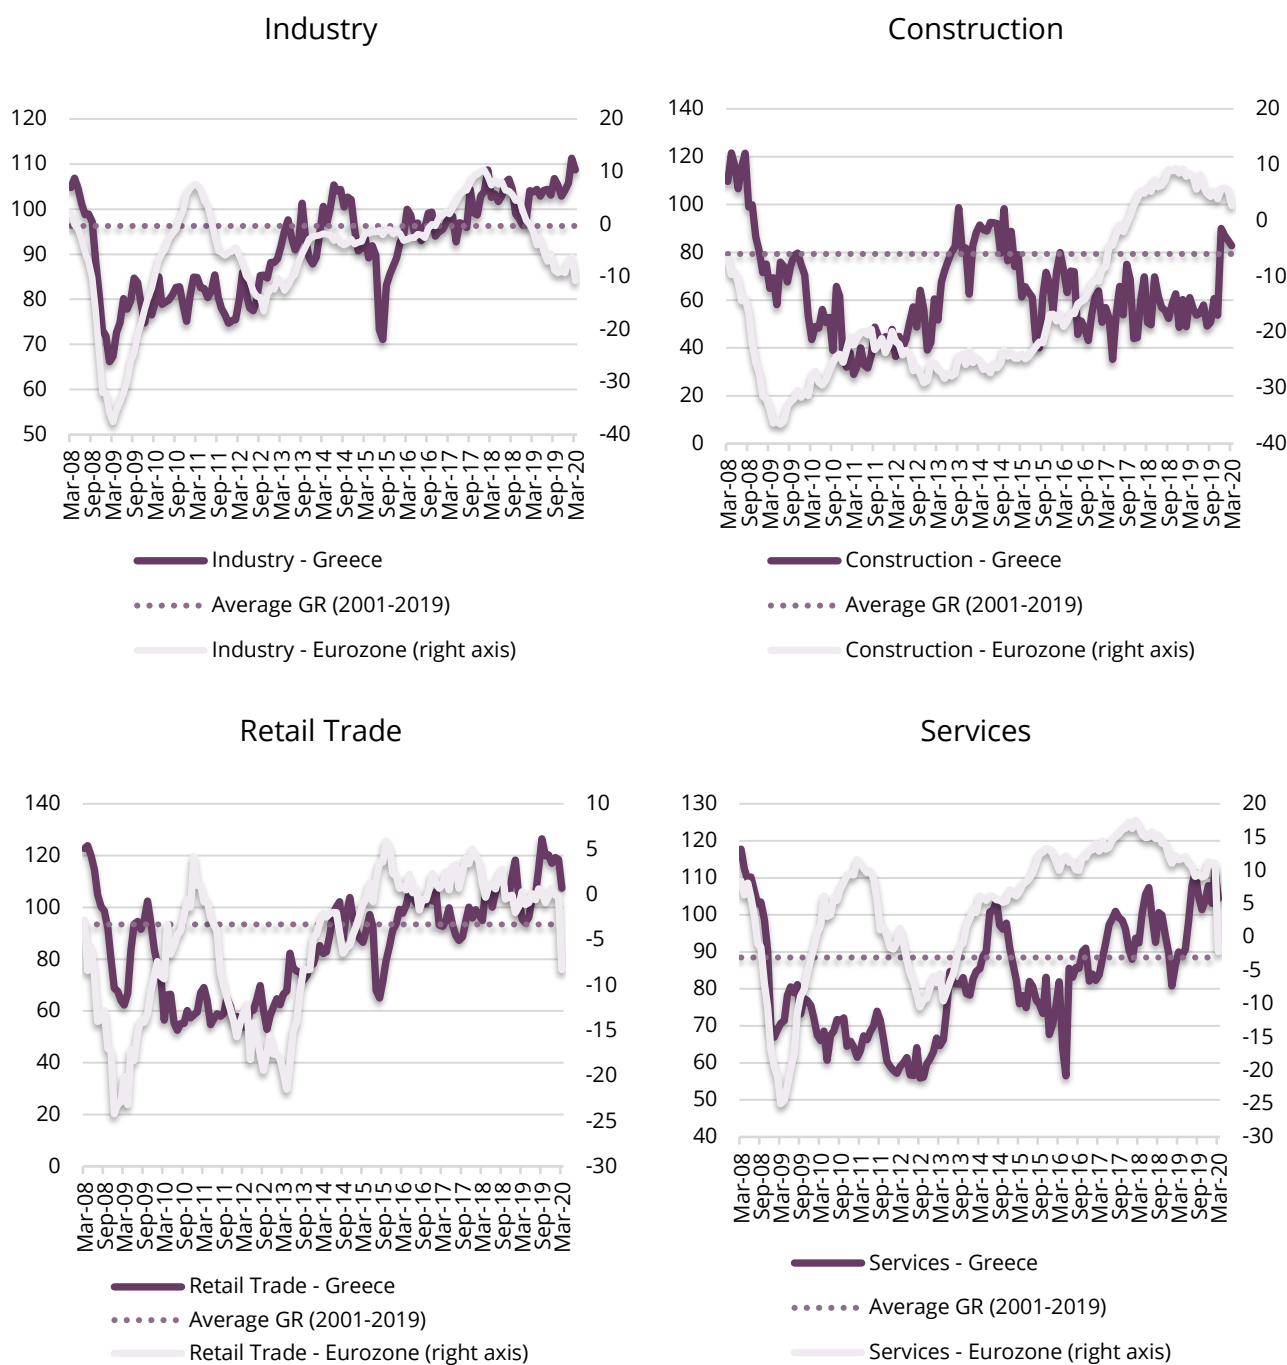 Industry
120
110
100
90
80
70
60
50
20
10
0
-10
-20
-30
-40
Mar-08
Sep-08
Mar-09
Sep-09
Mar-10
Sep-10
Mar-11
Sep-11
Mar-12
Sep-12
Mar-13
Sep-13
Mar-14
Sep-14
Mar-15
Sep-15
Mar-16
Sep-16
Mar-17
Sep-17
Mar-18
Sep-18
Mar-19
Sep-19
Mar-20
Industry - Greece
Average GR (2001-2019)
Industry - Eurozone (right axis)
Construction
140
120
100
80
60
40
20
0
20
10
0
-10
-20
-30
-40
Mar-08
Sep-08
Mar-09
Sep-09
Mar-10
Sep-10
Mar-11
Sep-11
Mar-12
Sep-12
Mar-13
Sep-13
Mar-14
Sep-14
Mar-15
Sep-15
Mar-16
Sep-16
Mar-17
Sep-17
Mar-18
Sep-18
Mar-19
Sep-19
Mar-20
Construction - Greece
Average GR (2001-2019)
Construction - Eurozone (right axis)
Retail Trade
140
120
100
80
60
40
20
0
10
5
0
-5
-10
-15
-20
-25
-30
Mar-08
Sep-08
Mar-09
Sep-09
Mar-10
Sep-10
Mar-11
Sep-11
Mar-12
Sep-12
Mar-13
Sep-13
Mar-14
Sep-14
Mar-15
Sep-15
Mar-16
Sep-16
Mar-17
Sep-17
Mar-18
Sep-18
Mar-19
Sep-19
Mar-20
Retail Trade - Greece
Average GR (2001-2019)
Retail Trade - Eurozone (right axis)
Services
130
120
110
100
90
80
70
60
50
40
20
15
10
5
0
-5
-10
-15
-20
-25
-30
Mar-08
Sep-08
Mar-09
Sep-09
Mar-10
Sep-10
Mar-11
Sep-11
Mar-12
Sep-12
Mar-13
Sep-13
Mar-14
Sep-14
Mar-15
Sep-15
Mar-16
Sep-16
Mar-17
Sep-17
Mar-18
Sep-18
Mar-19
Sep-19
Mar-20
Services - Greece
Average GR (2001-2019)
Services - Eurozone (right axis)